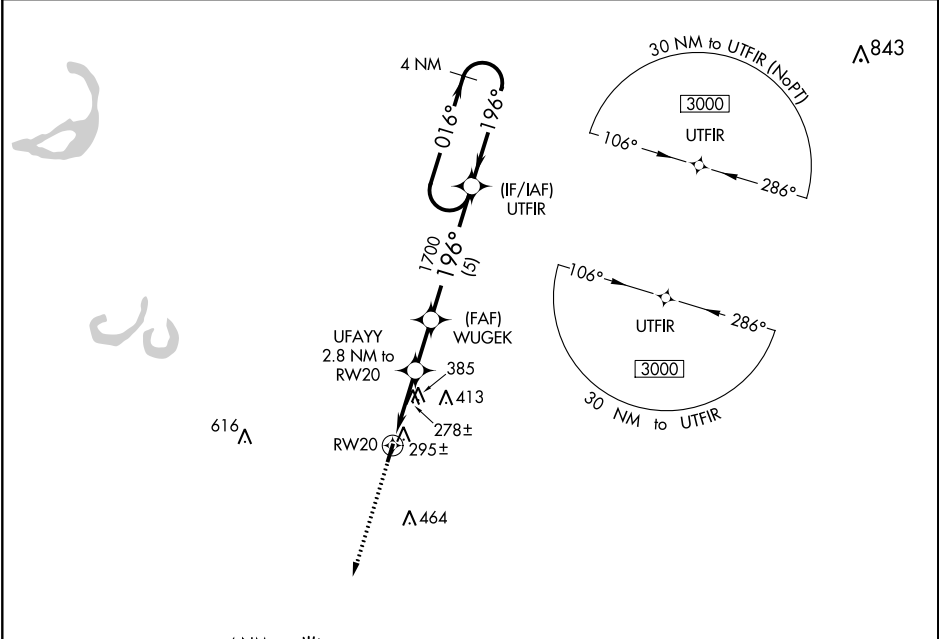 843
30 NM to UTFIR (NoPT)
3000
UTFIR
106°
286°
4 NM
016°
196°
(IF/IAF)
UTFIR
1700
196°
(5)
106°
286°
UTFIR
3000
30 NM to UTFIR
(FAF)
WUGEK
UFAYY
2.8 NM to
RW20
385
413
278±
616
RW20
295±
464